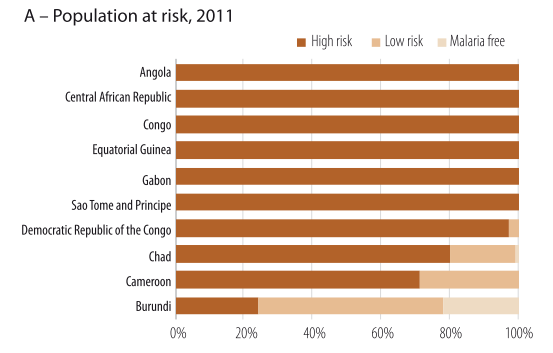 A – Population at risk, 2011
High risk Low risk Malaria free
Angola
Central African Republic
Congo
Equatorial Guinea
Gabon
Sao Tome and Principe
Democratic Republic of the Congo
Chad
Cameroon
Burundi
0% 20% 40% 60% 80% 100%